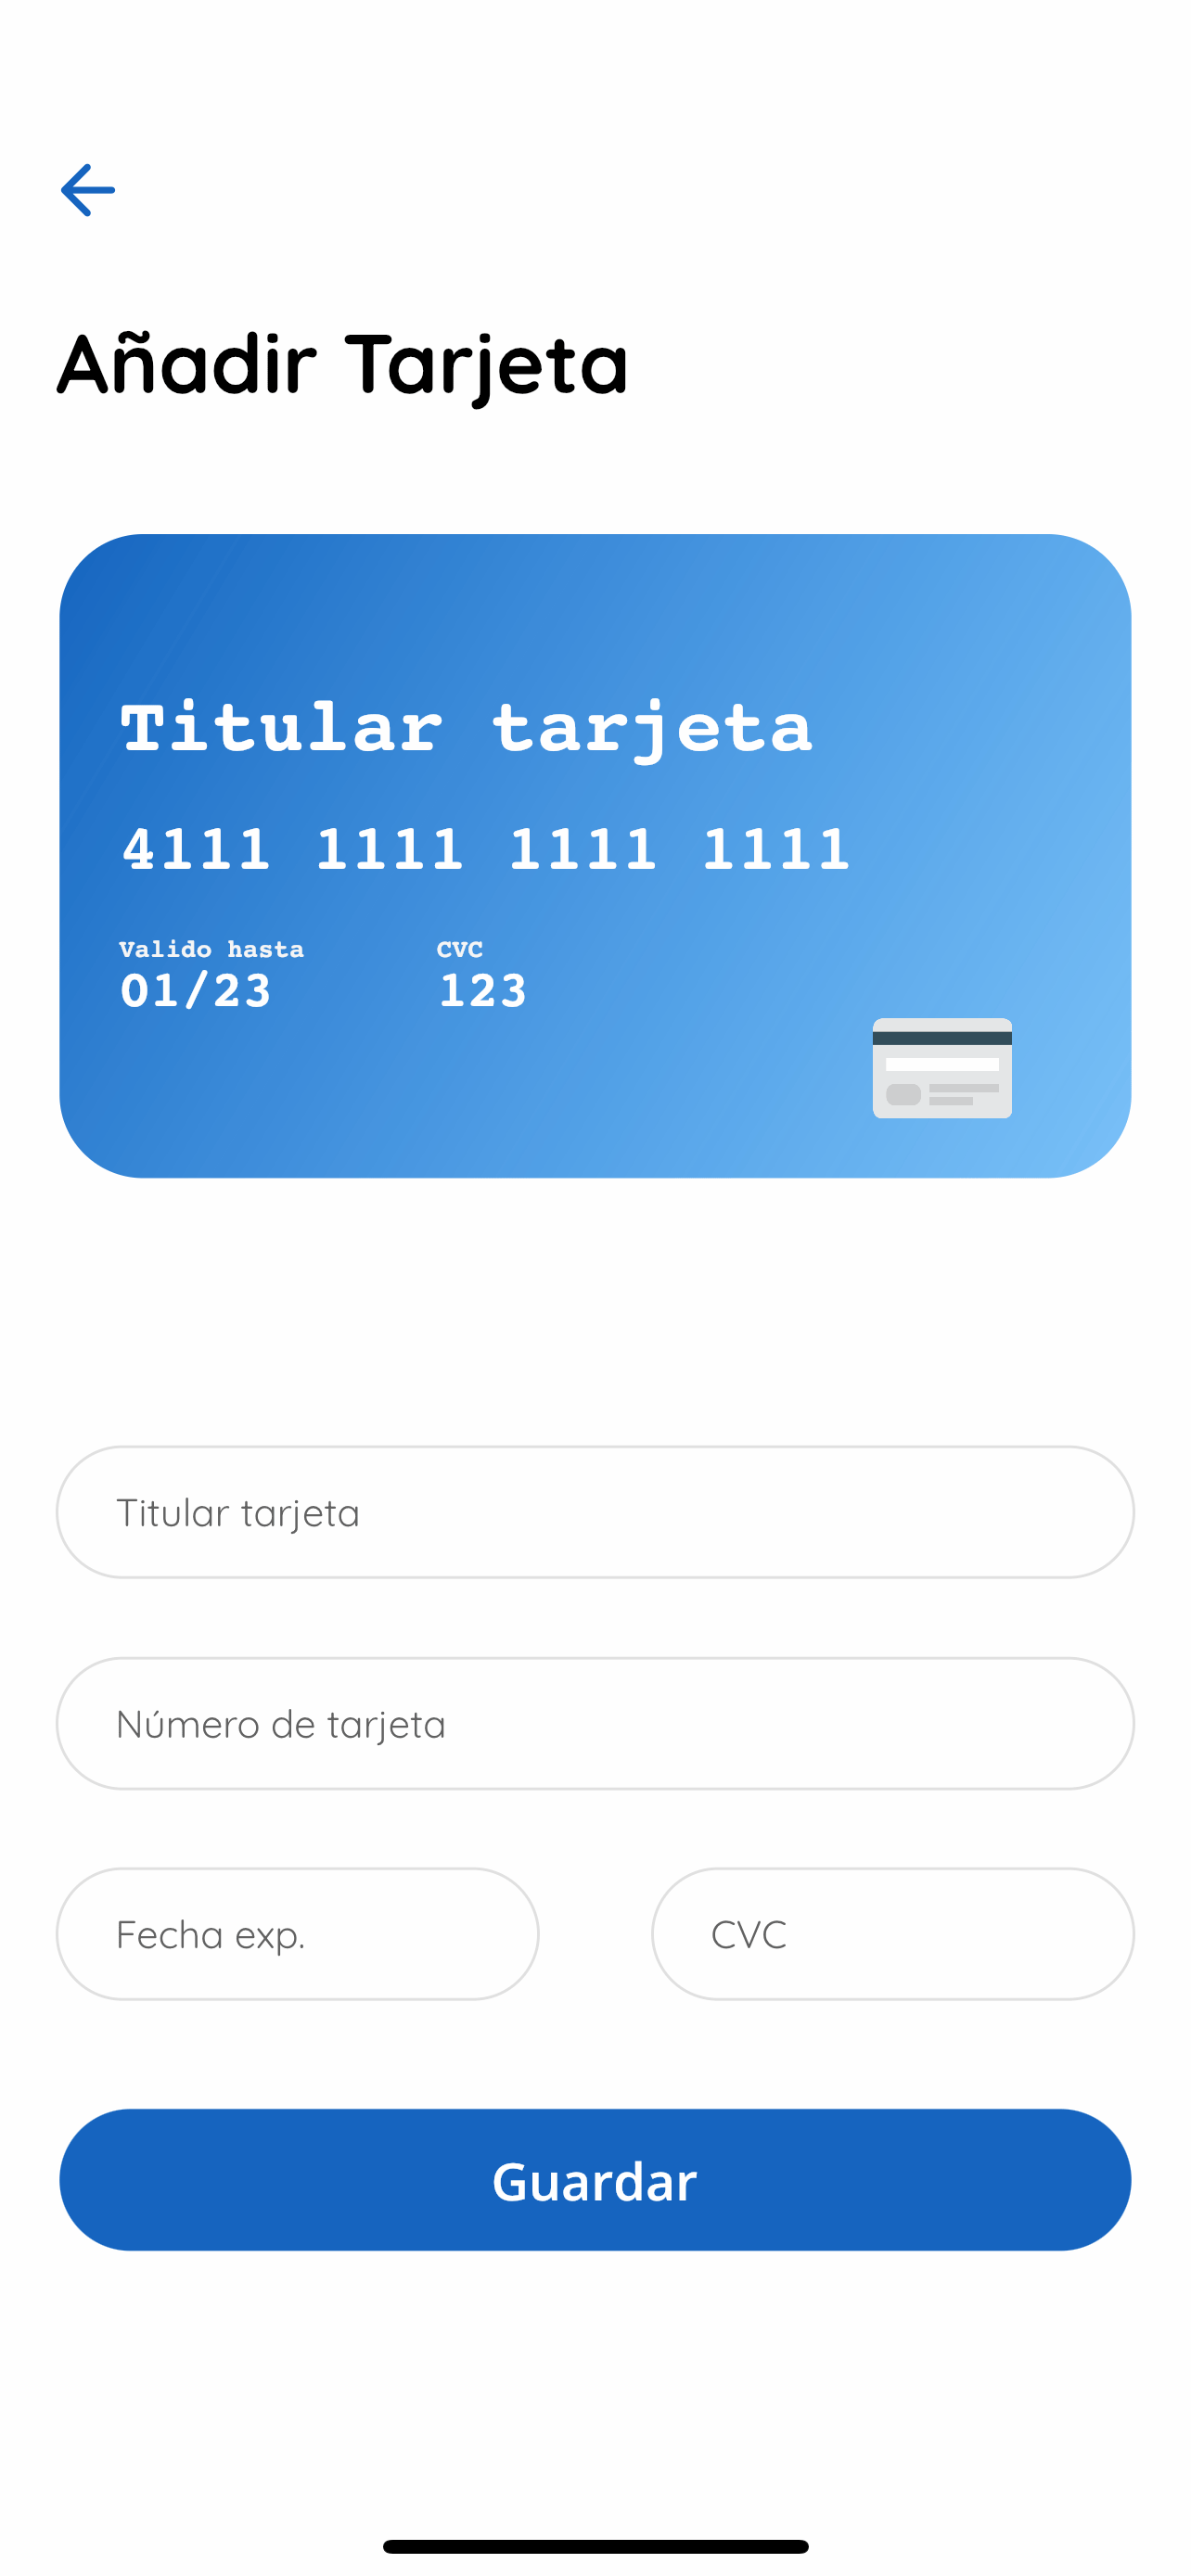 Añadir Tarjeta
Titular tarjeta
4111 1111 1111 1111
Valido hasta CVC
01/23 123
Titular tarjeta
Número de tarjeta
Fecha exp. CVC
Guardar